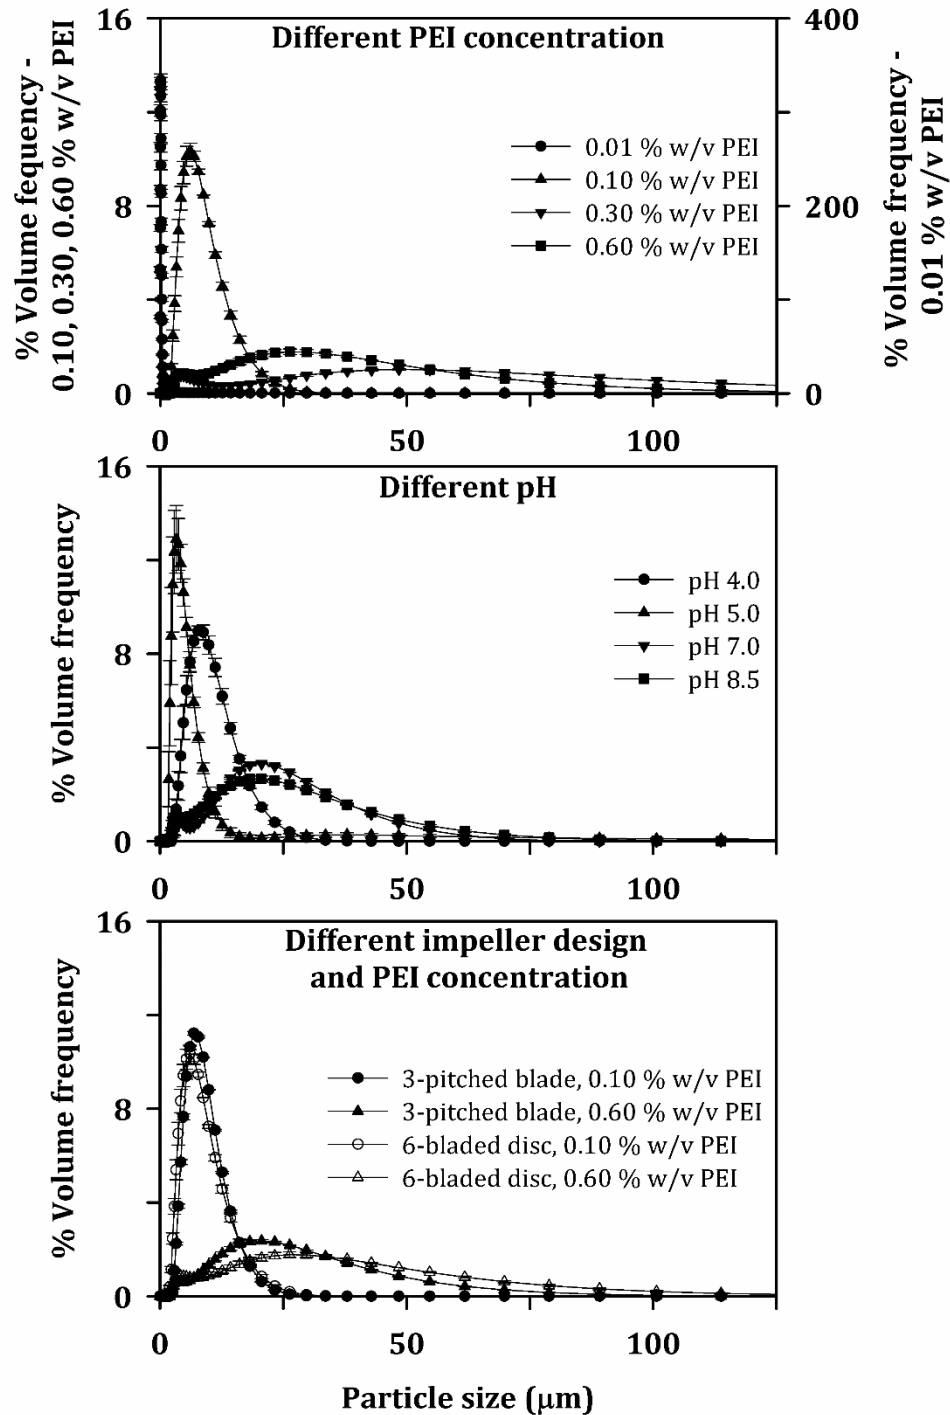 Different PEI concentration
% Volume fequency -
0.10, 0.30, 0.60 % w/v PEI
16
8
0
400
200
0
% Volume frequency -
0.01 % w/v PEI
0.01 % w/v PEI
0.10 % w/v PEI
0.30 % w/v PEI
0.60 % w/v PEI
0
50
100
Different pH
% Volume frequency
16
8
0
pH 4.0
pH 5.0
pH 7.0
pH 8.5
0
50
100
Different impeller design
and PEI concentration
% Volume frequency
16
8
0
3-pitched blade, 0.10 % w/v PEI
3-pitched blade, 0.60 % w/v PEI
6-bladed disc, 0.10 % w/v PEI
6-bladed disc, 0.60 % w/v PEI
0
50
100
Particle size (μm)